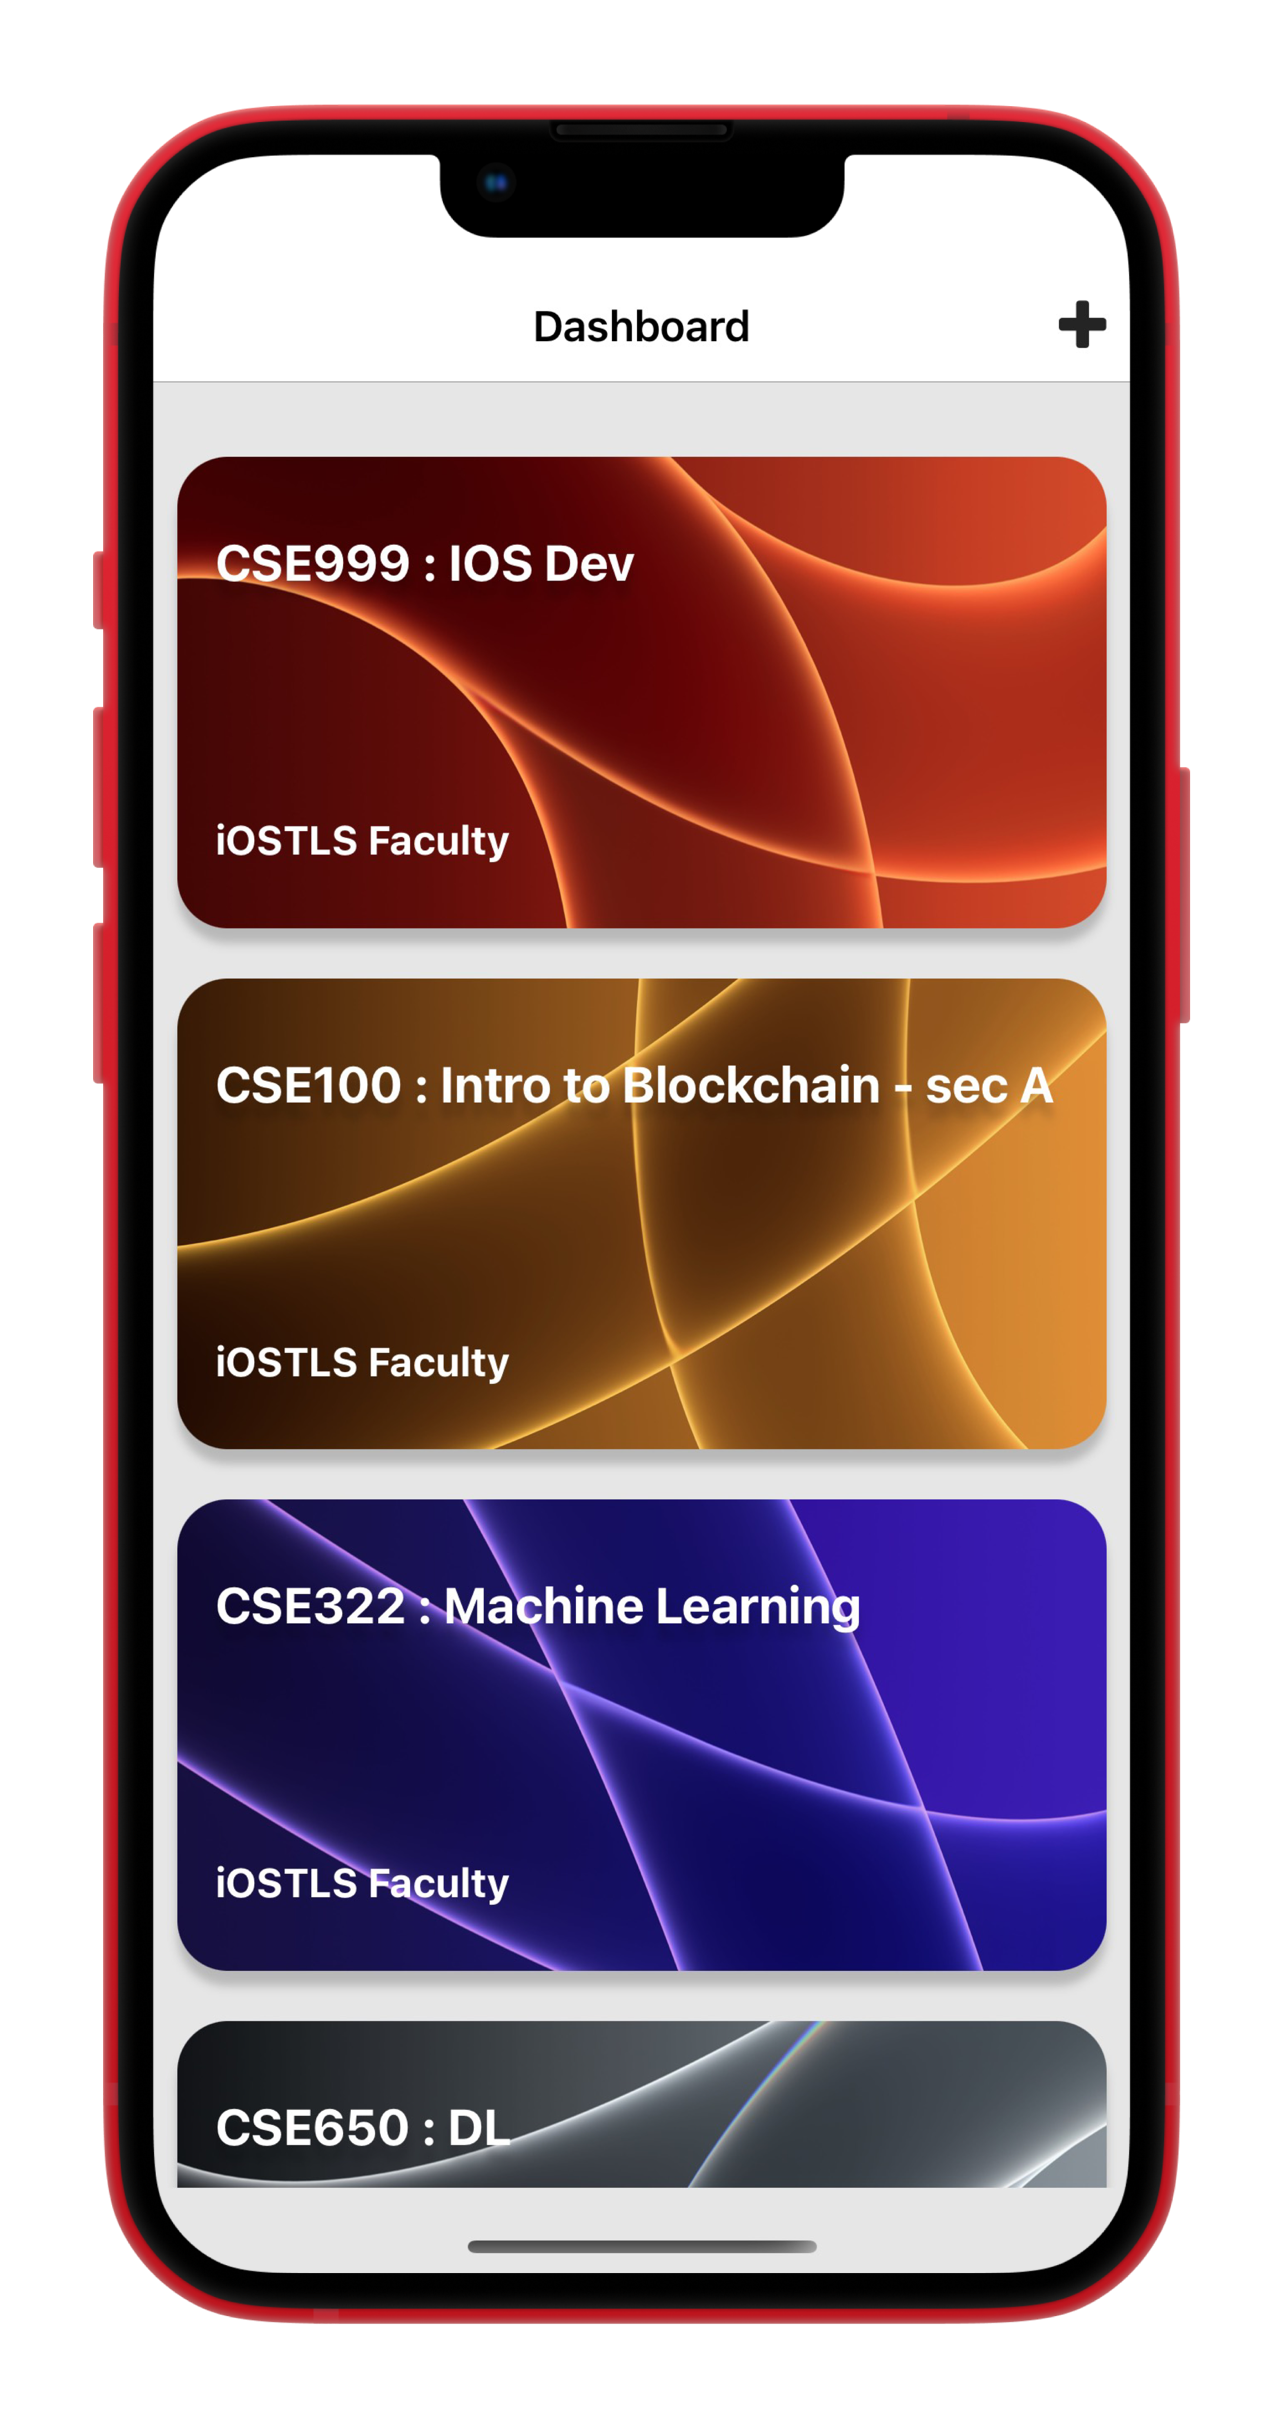 Dashboard
CSE999 : IOS Dev
iOSTLS Faculty
CSE100 : Intro to Blockchain - sec A
iOSTLS Faculty
CSE322 : Machine Learning
iOSTLS Faculty
CSE650 : DL